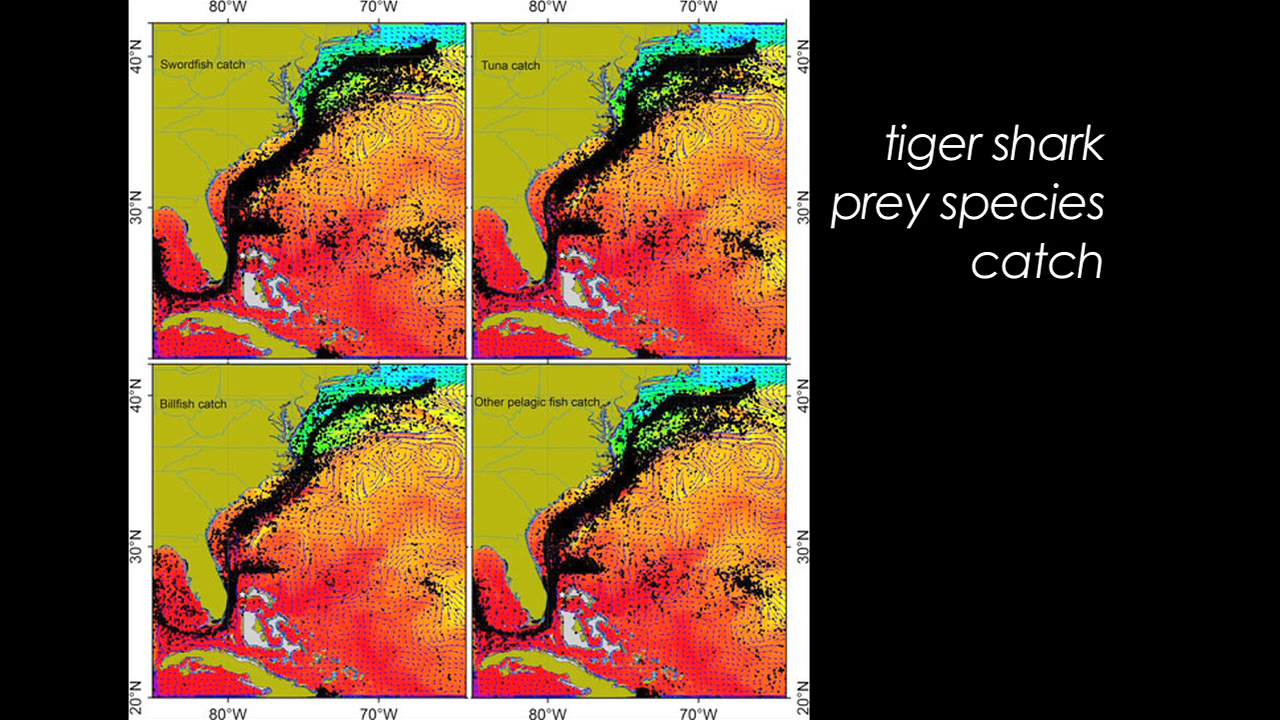 80°W 70°W 80°W 70°W
40°N
40°N
Swordfish catch
Tuna catch
tiger shark
prey species
catch
30°N
30°N
40°N
40°N
Billfish catch
Other pelagic fish catch
30°N
30°N
20°N
20°N
80°W 70°W 80°W 70°W